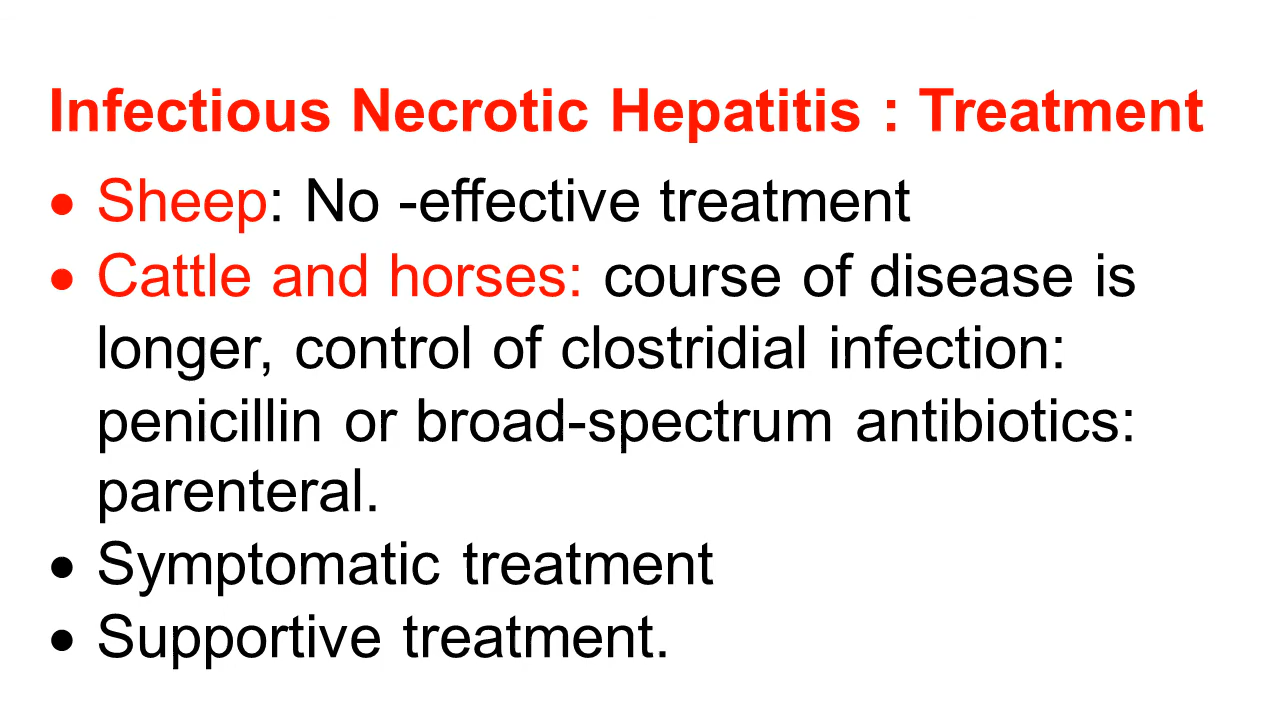 Infectious Necrotic Hepatitis : Treatment
• Sheep: No -effective treatment
• Cattle and horses: course of disease is
longer, control of clostridial infection:
penicillin or broad-spectrum antibiotics:
parenteral.
• Symptomatic treatment
• Supportive treatment.